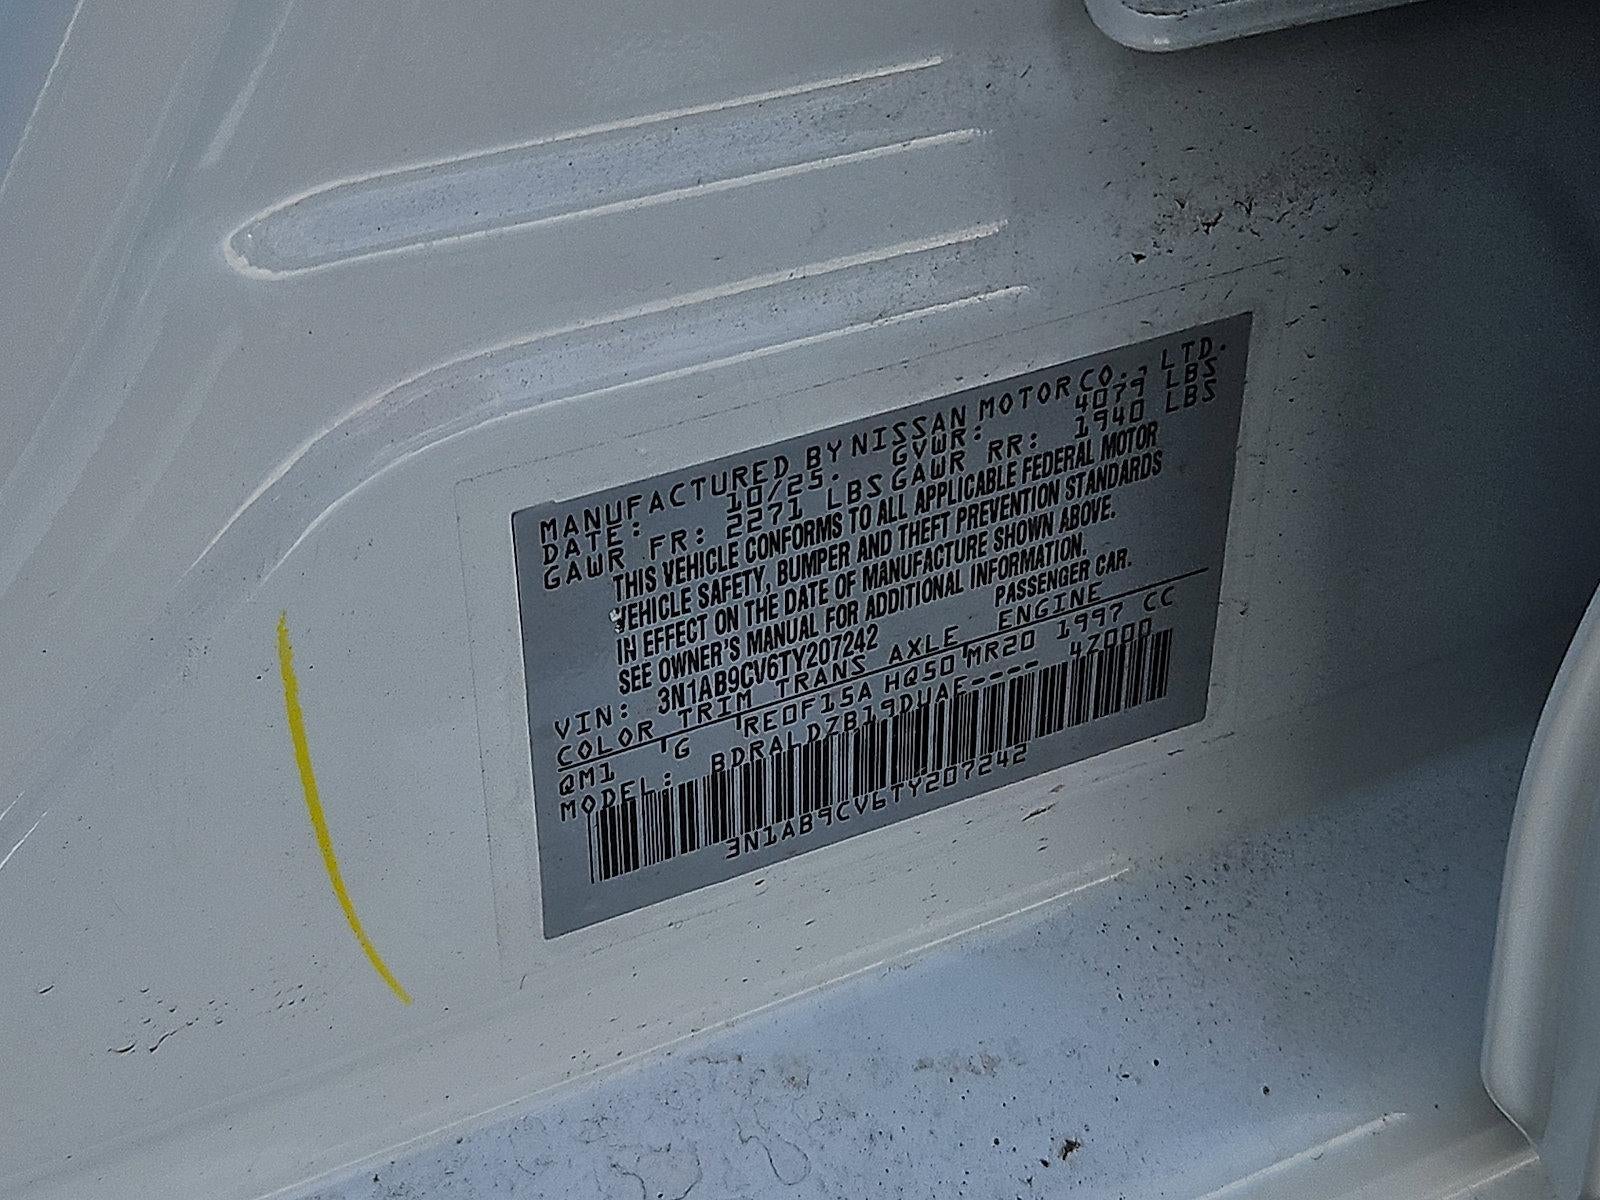 MANUFACTURED BY NISSAN MOTOR CO., LTD.
DATE: 10/25. GVWR: 4079 LBS
GAWR FR: 2271 LBS GAWR RR: 1940 LBS
THIS VEHICLE CONFORMS TO ALL APPLICABLE FEDERAL MOTOR
VEHICLE SAFETY, BUMPER AND THEFT PREVENTION STANDARDS
IN EFFECT ON THE DATE OF MANUFACTURE SHOWN ABOVE.
SEE OWNER'S MANUAL FOR ADDITIONAL INFORMATION.
VIN: 3N1AB9CV6TY207242 PASSENGER CAR.
COLOR TRIM TRANS AXLE ENGINE
QM1 G RE0F15A HQ50 MR20 1997 CC
MODEL: BDRALDZB19DUAE---- 4Z000
3N1AB9CV6TY207242